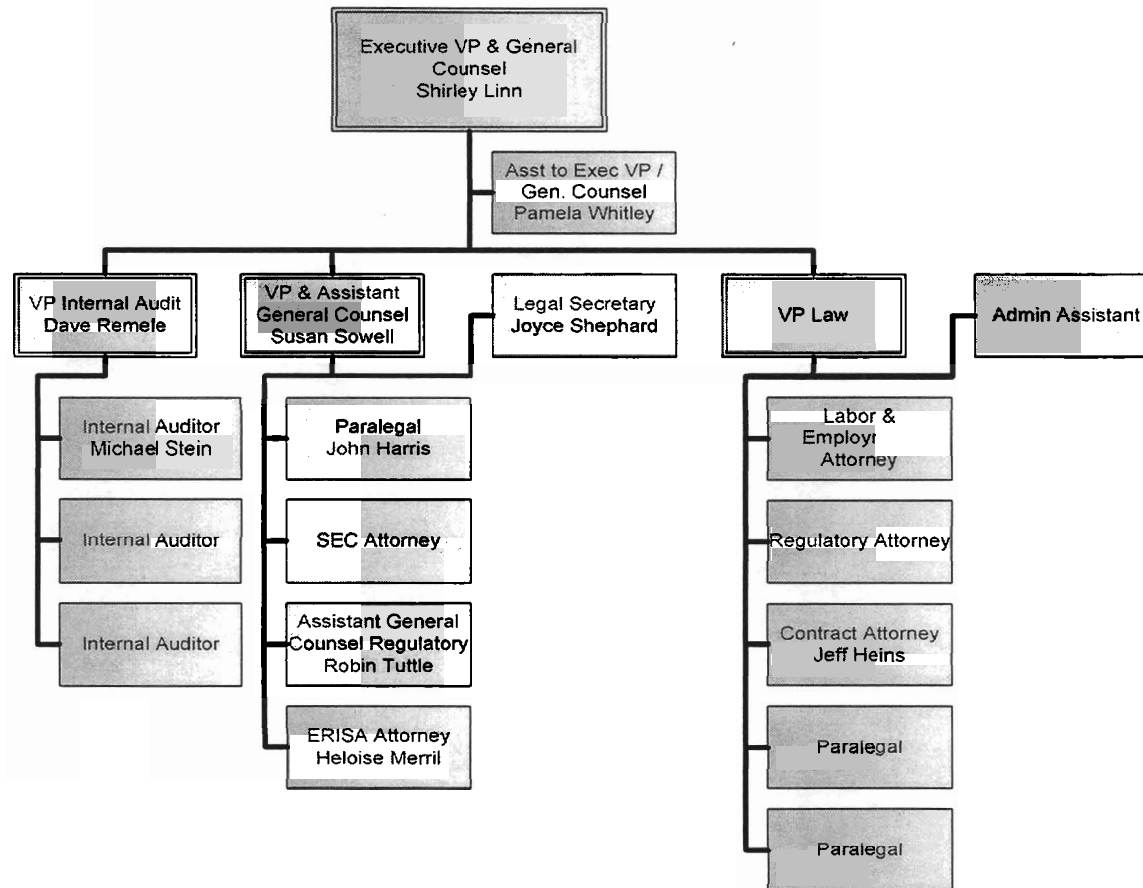 Executive VP & General
Counsel
Shirley Linn
Asst to Exec VP /
Gen. Counsel
Pamela Whitley
VP Internal Audit
Dave Remele
VP & Assistant
General Counsel
Susan Sowell
Legal Secretary
Joyce Shephard
VP Law
Admin Assistant
Internal Auditor
Michael Stein
Internal Auditor
Internal Auditor
Paralegal
John Harris
SEC Attorney
Assistant General
Counsel Regulatory
Robin Tuttle
ERISA Attorney
Heloise Merril
Labor &
Attorney
Regulatory Attorney
Contract Attorney
Jeff Heins
Paralegal
Paralegal